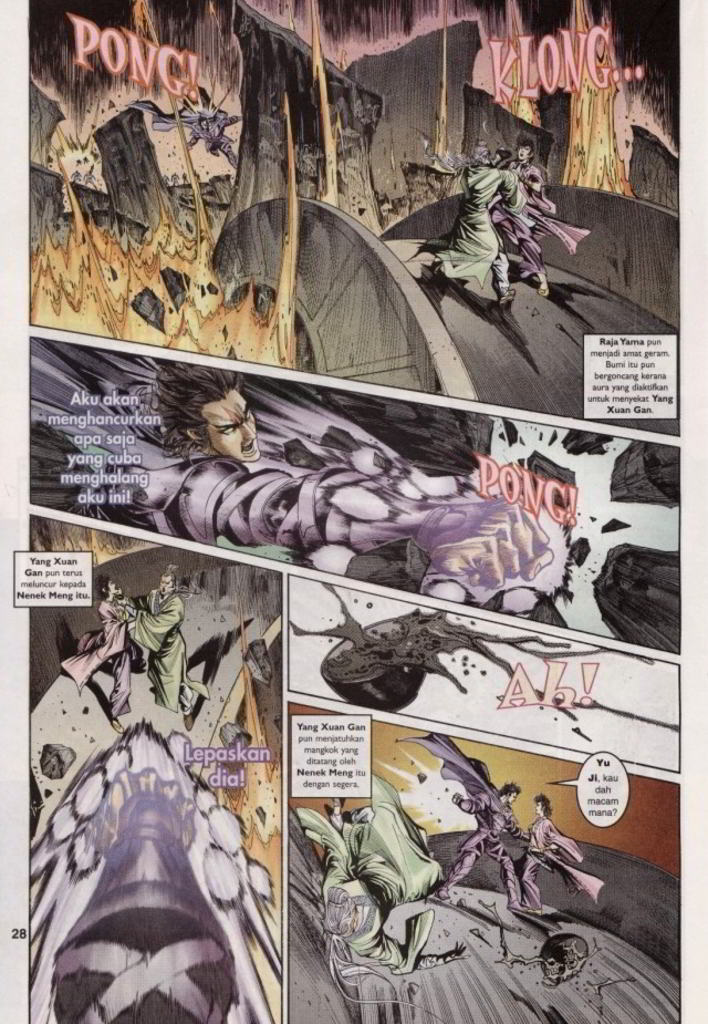 PONG!
KLONG...
Raja Yama pun
menjadi amat geram.
Bumi itu pun
bergoncang kerana
aura yang diaktifkan
untuk menyekat Yang
Xuan Gan.
Aku akan
menghancurkan
apa saja
yang cuba
menghalang
aku ini!
PONG!
Yang Xuan
Gan pun terus
meluncur kepada
Nenek Meng itu.
Lepaskan
dia!
Ah!
Yang Xuan Gan
pun menjatuhkan
mangkok yang
ditatang oleh
Nenek Meng itu
dengan segera.
Yu
Ji, kau
dah
macam
mana?
28